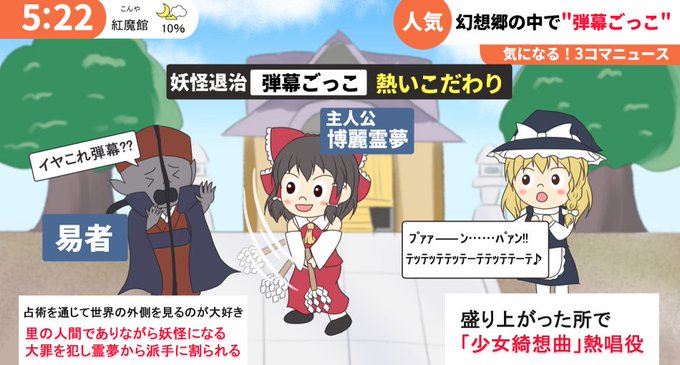 5:22
こんや
紅魔館
10%
人気
幻想郷の中で"弾幕ごっこ"
気になる！3コマニュース
妖怪退治 弾幕ごっこ 熱いこだわり
主人公
博麗霊夢
イヤこれ弾幕??
易者
ﾌﾟｧｧーーン……ﾊﾟｧﾝ!!
ﾃｯﾃｯﾃﾃｯﾃーﾃﾃｯﾃﾃーﾃ♪
占術を通じて世界の外側を見るのが大好き
里の人間でありながら妖怪になる
大罪を犯し霊夢から派手に割られる
盛り上がった所で
「少女綺想曲」熱唱役